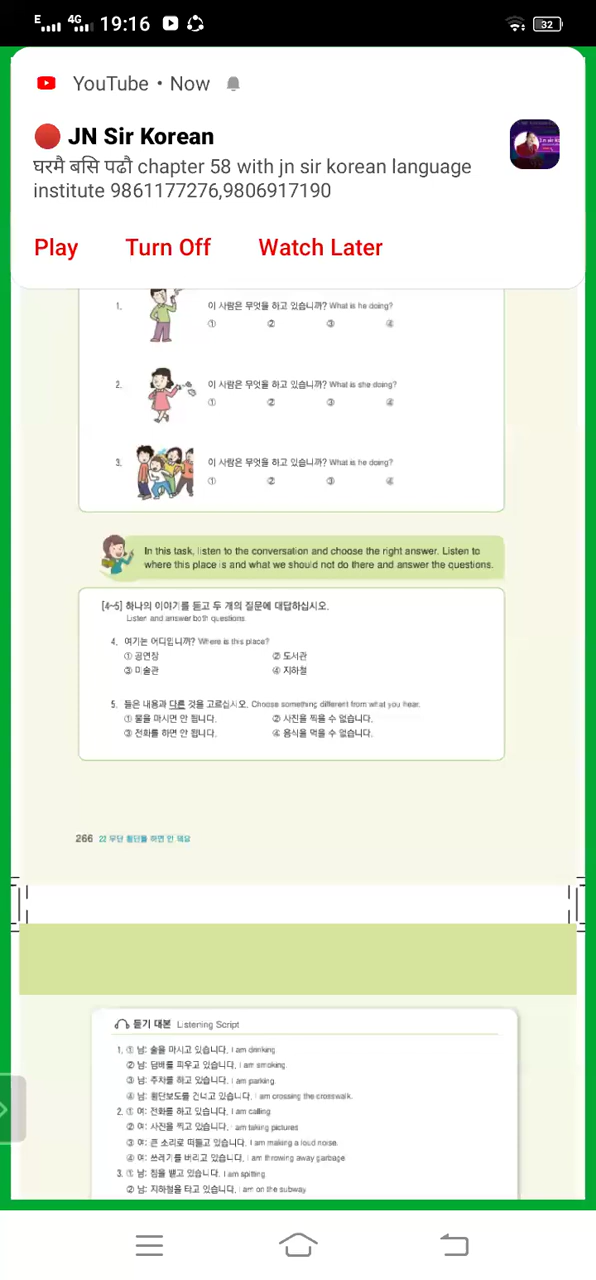 E 4G 19:16 32
YouTube • Now
JN Sir Korean
घरमै बसि पढौ chapter 58 with jn sir korean language
institute 9861177276,9806917190
Play Turn Off Watch Later
1. 이 사람은 무엇을 하고 있습니까? What is he doing?
① ② ③ ④
2. 이 사람은 무엇을 하고 있습니까? What is she doing?
① ② ③ ④
3. 이 사람은 무엇을 하고 있습니까? What is he doing?
① ② ③ ④
In this task, listen to the conversation and choose the right answer. Listen to
where this place is and what we should not do there and answer the questions.
[4~5] 하나의 이야기를 듣고 두 개의 질문에 대답하십시오.
Listen and answer both questions.
4. 여기는 어디입니까? Where is this place?
① 공연장 ② 도서관
③ 미술관 ④ 지하철
5. 들은 내용과 다른 것을 고르십시오. Choose something different from what you hear.
① 물을 마시면 안 됩니다. ② 사진을 찍을 수 없습니다.
③ 전화를 하면 안 됩니다. ④ 음식을 먹을 수 없습니다.
266 22 무단 횡단을 하면 안 돼요
듣기 대본 Listening Script
1. ① 남: 술을 마시고 있습니다. I am drinking
② 남: 담배를 피우고 있습니다. I am smoking.
③ 남: 주차를 하고 있습니다. I am parking
④ 남: 횡단보도를 건너고 있습니다. I am crossing the crosswalk.
2. ① 여: 전화를 하고 있습니다. I am calling
② 여: 사진을 찍고 있습니다. I am taking pictures
③ 여: 큰 소리로 떠들고 있습니다. I am making a loud noise.
④ 여: 쓰레기를 버리고 있습니다. I am throwing away garbage
3. ① 남: 침을 뱉고 있습니다. I am spitting
② 남: 지하철을 타고 있습니다. I am on the subway